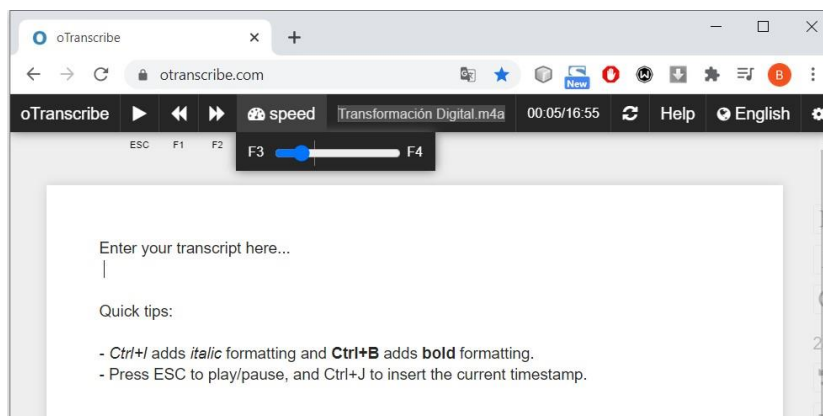 oTranscribe
otranscribe.com
New
B
oTranscribe speed Transformación Digital.m4a 00:05/16:55 Help English
ESC F1 F2 F3 F4
Enter your transcript here...
Quick tips:
- Ctrl+I adds italic formatting and Ctrl+B adds bold formatting.
- Press ESC to play/pause, and Ctrl+J to insert the current timestamp.
2